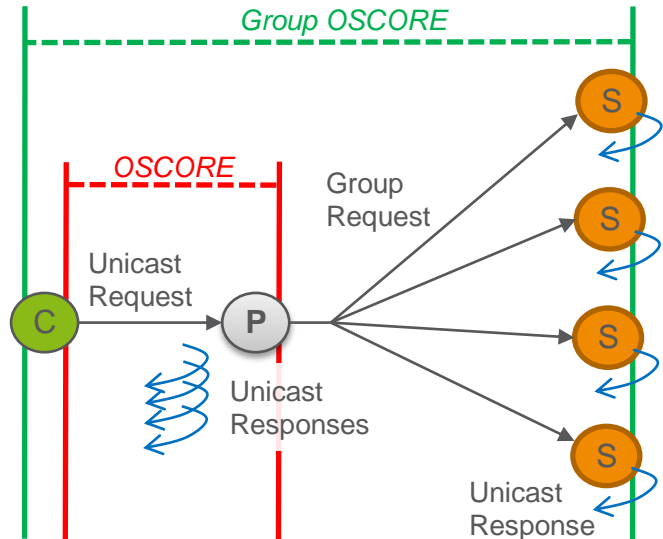 Group OSCORE
S
OSCORE
Group
Request
S
Unicast
Request
C
P
S
Unicast
Responses
S
Unicast
Response